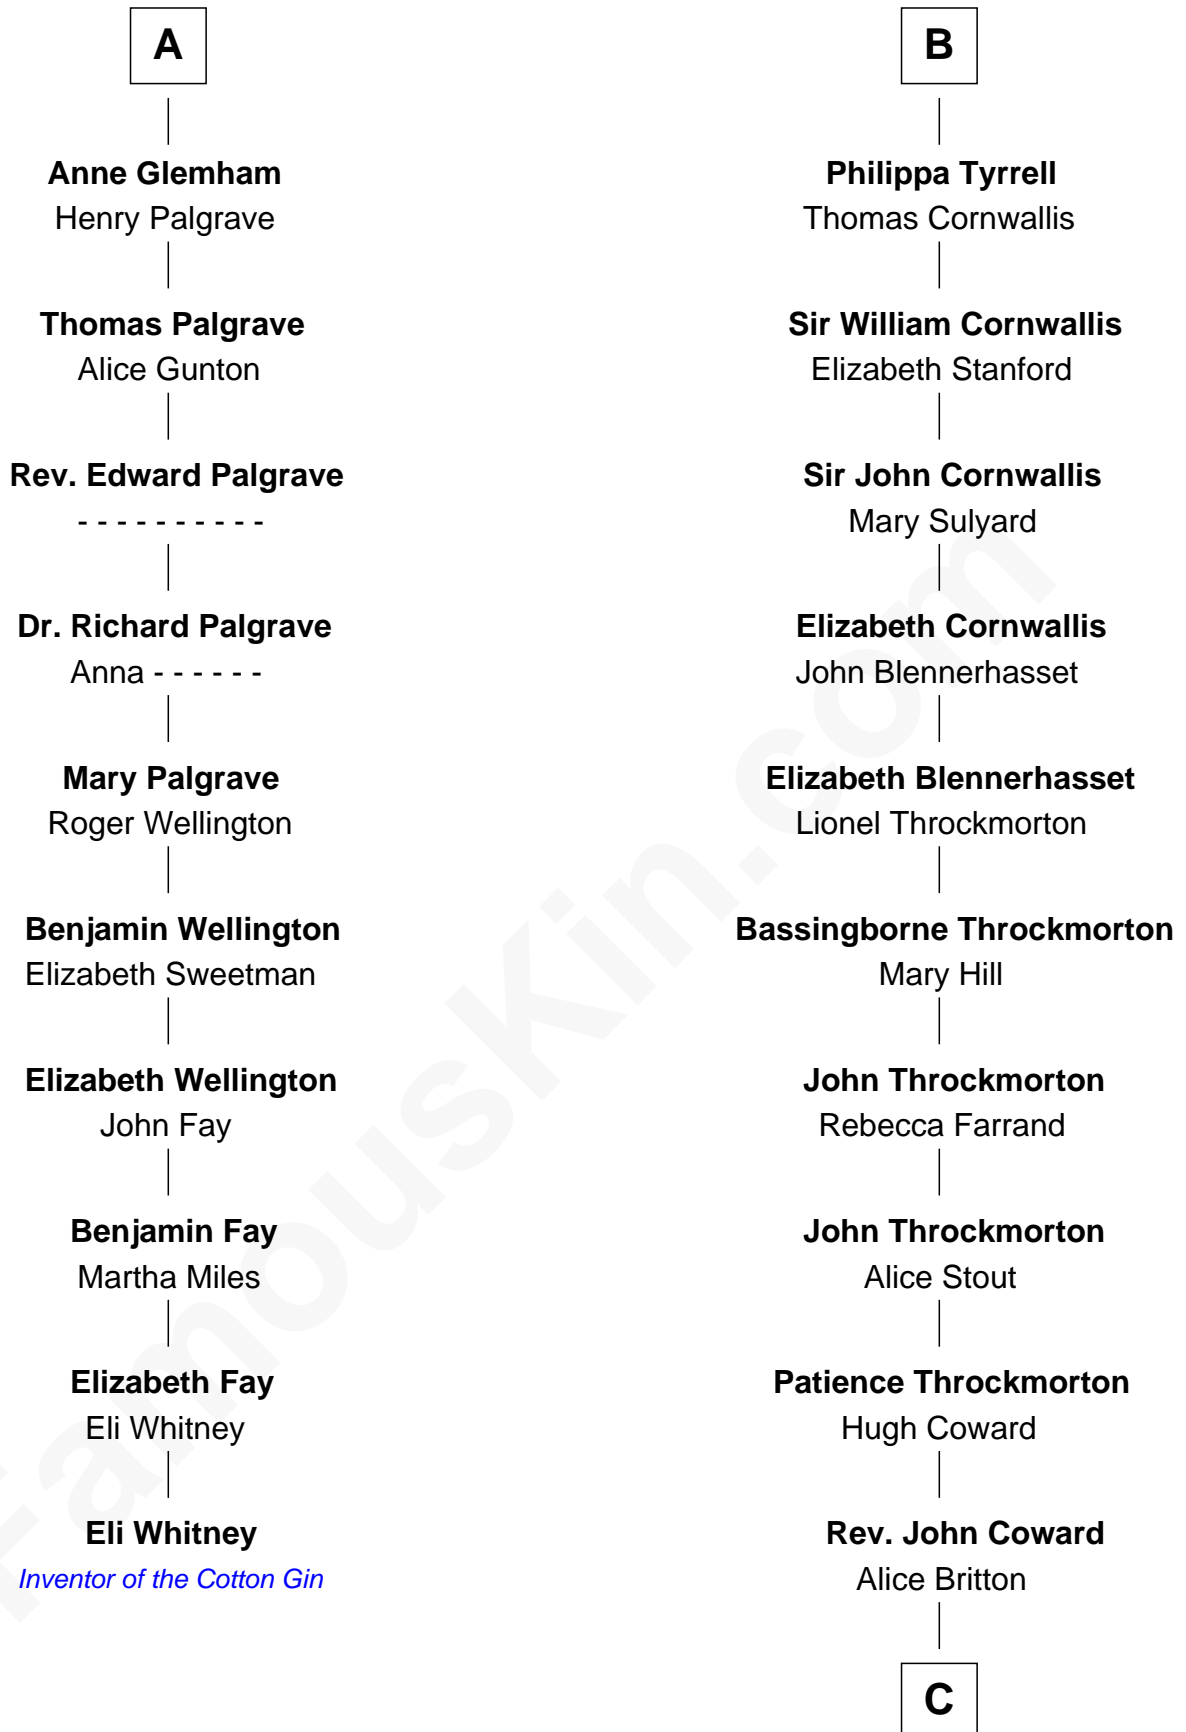 A
Anne Glemham
Henry Palgrave
Thomas Palgrave
Alice Gunton
Rev. Edward Palgrave
- - - - - - - - - -
Dr. Richard Palgrave
Anna - - - - - -
Mary Palgrave
Roger Wellington
Benjamin Wellington
Elizabeth Sweetman
Elizabeth Wellington
John Fay
Benjamin Fay
Martha Miles
Elizabeth Fay
Eli Whitney
Eli Whitney
Inventor of the Cotton Gin
B
Philippa Tyrrell
Thomas Cornwallis
Sir William Cornwallis
Elizabeth Stanford
Sir John Cornwallis
Mary Sulyard
Elizabeth Cornwallis
John Blennerhasset
Elizabeth Blennerhasset
Lionel Throckmorton
Bassingborne Throckmorton
Mary Hill
John Throckmorton
Rebecca Farrand
John Throckmorton
Alice Stout
Patience Throckmorton
Hugh Coward
Rev. John Coward
Alice Britton
C
FamousKin.com